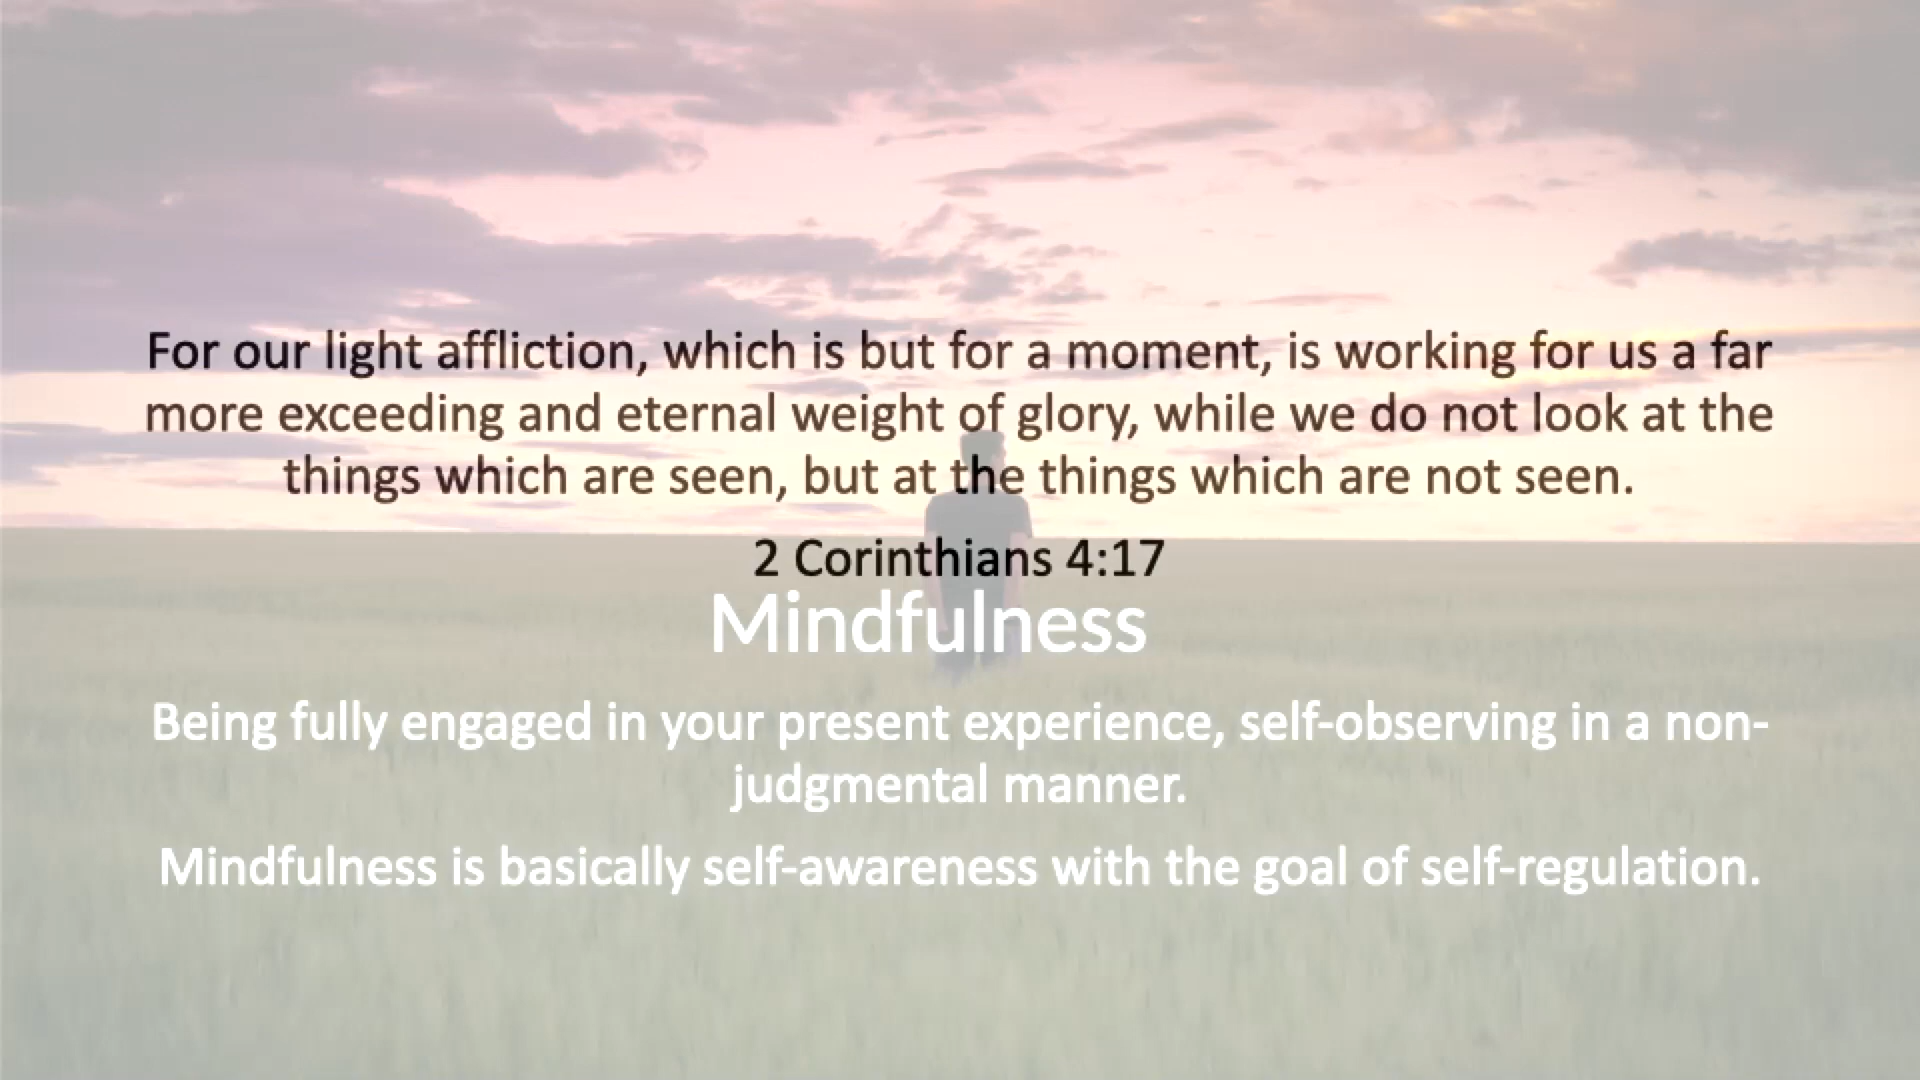 For our light affliction, which is but for a moment, is working for us a far
more exceeding and eternal weight of glory, while we do not look at the
things which are seen, but at the things which are not seen.
2 Corinthians 4:17
Mindfulness
Being fully engaged in your present experience, self-observing in a non-
judgmental manner.
Mindfulness is basically self-awareness with the goal of self-regulation.